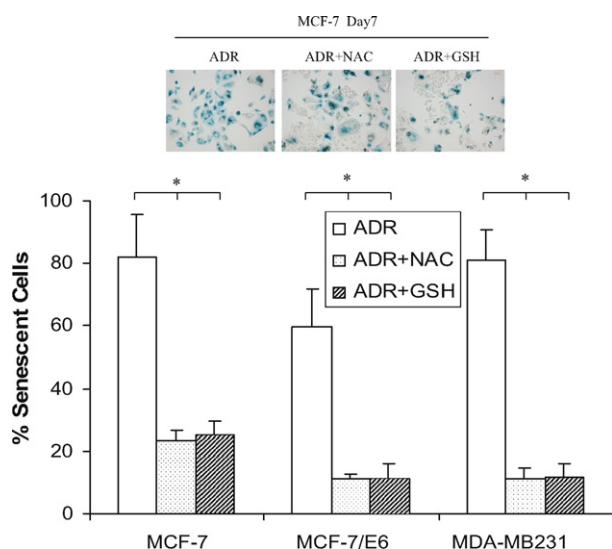 MCF-7 Day7
ADR ADR+NAC ADR+GSH
100
80
60
40
20
0
% Senescent Cells
* * *
ADR
ADR+NAC
ADR+GSH
MCF-7 MCF-7/E6 MDA-MB231